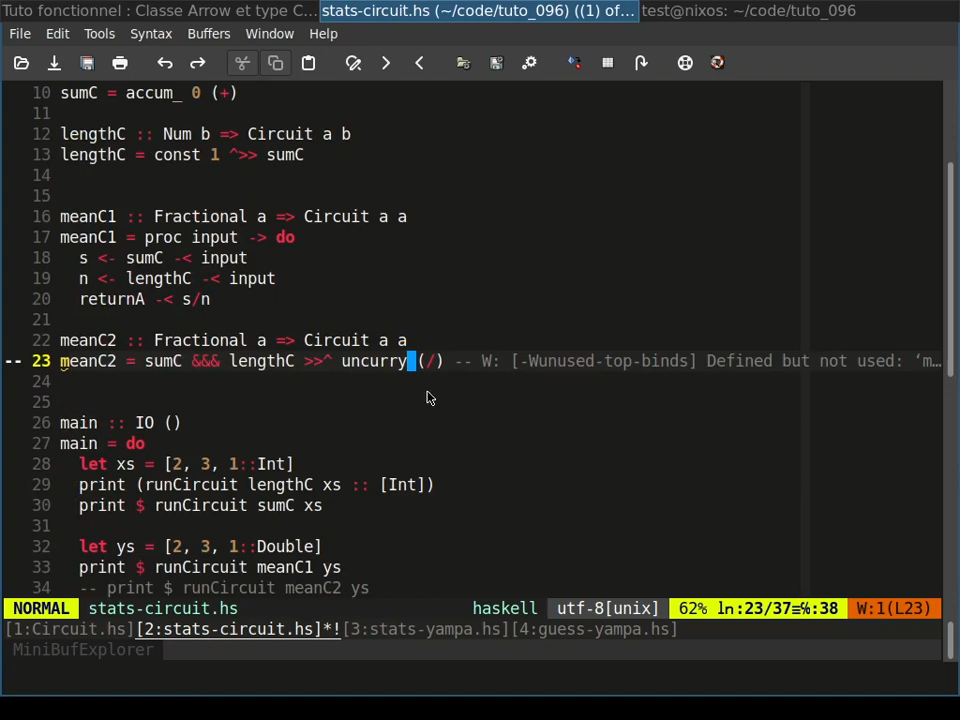 Tuto fonctionnel : Classe Arrow et type C... stats-circuit.hs (~/code/tuto_096) ((1) of... test@nixos: ~/code/tuto_096
File Edit Tools Syntax Buffers Window Help
10 sumC = accum_ 0 (+)
11
12 lengthC :: Num b => Circuit a b
13 lengthC = const 1 ^>> sumC
14
15
16 meanC1 :: Fractional a => Circuit a a
17 meanC1 = proc input -> do
18   s <- sumC -< input
19   n <- lengthC -< input
20   returnA -< s/n
21
22 meanC2 :: Fractional a => Circuit a a
-- 23 meanC2 = sumC &&& lengthC >>^ uncurry (/) -- W: [-Wunused-top-binds] Defined but not used: ‘m…
24
25
26 main :: IO ()
27 main = do
28   let xs = [2, 3, 1::Int]
29   print (runCircuit lengthC xs :: [Int])
30   print $ runCircuit sumC xs
31
32   let ys = [2, 3, 1::Double]
33   print $ runCircuit meanC1 ys
34   -- print $ runCircuit meanC2 ys
NORMAL stats-circuit.hs haskell utf-8[unix] 62% ln:23/37≡%:38 W:1(L23)
[1:Circuit.hs][2:stats-circuit.hs]*![3:stats-yampa.hs][4:guess-yampa.hs]
MiniBufExplorer